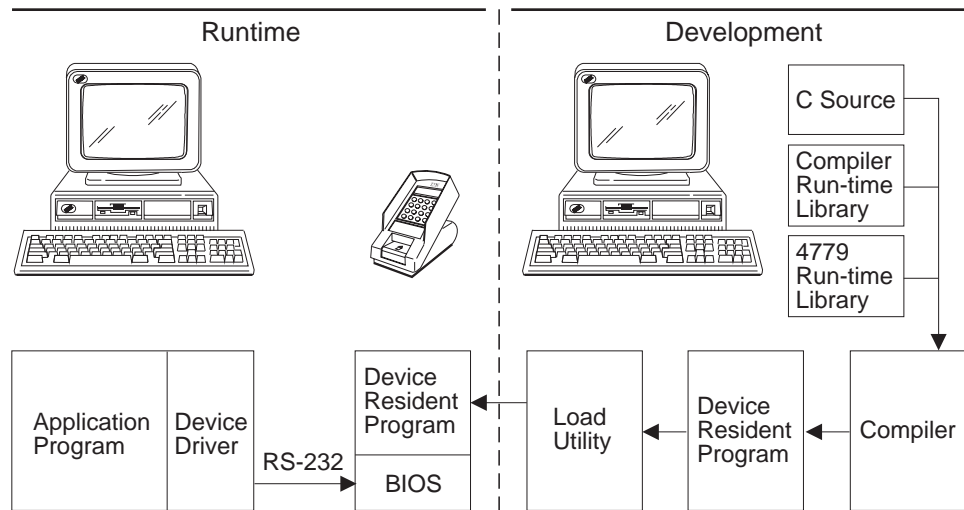 Runtime
Development
C Source
Compiler
Run-time
Library
4779
Run-time
Library
Application
Program
Device
Driver
RS-232
Device
Resident
Program
BIOS
Load
Utility
Device
Resident
Program
Compiler